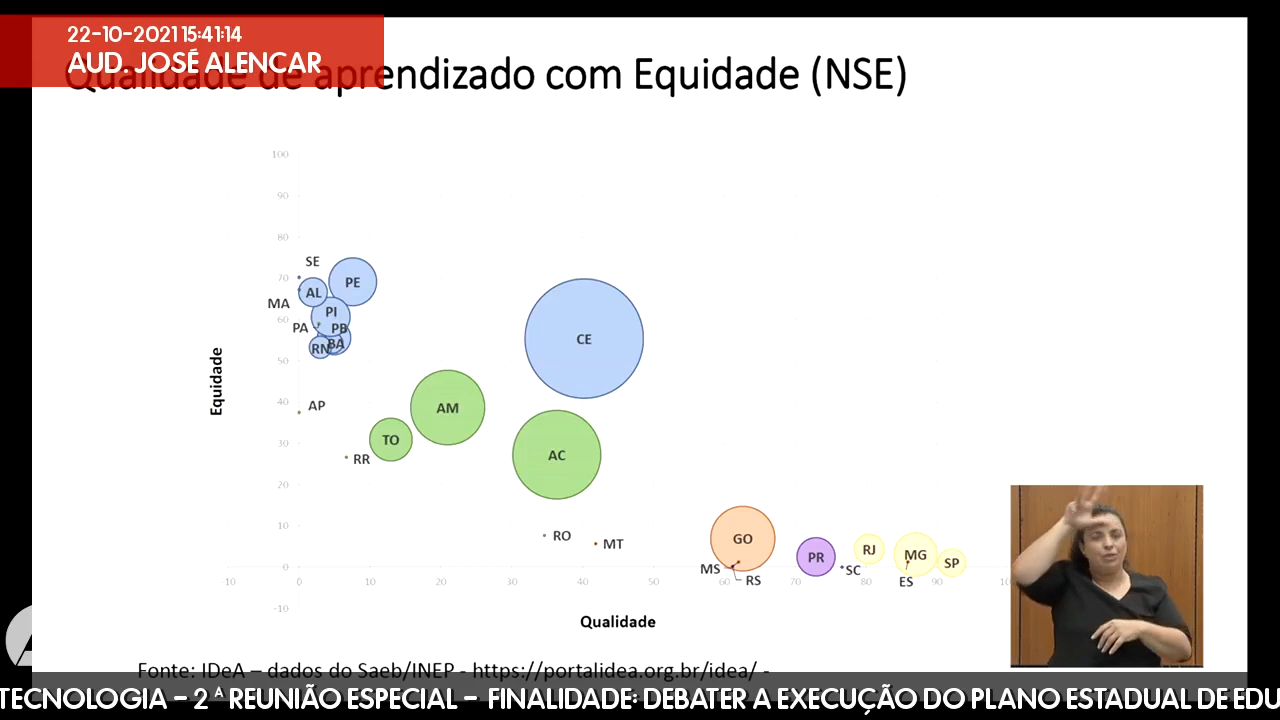 22-10-2021 15:41:14
AUD. JOSÉ ALENCAR
Qualidade de aprendizado com Equidade (NSE)
100
90
80
SE
70
PE
AL
MA
PI
60
PA
PB
CE
BA
RN
50
Equidade
40
AP
AM
30
TO
RR
AC
20
10
RO
MT
GO
PR
RJ
MG
SP
MS
SC
RS
ES
-10
0
10
20
30
40
50
60
70
80
90
-10
Qualidade
Fonte: IDeA – dados do Saeb/INEP - https://portalidea.org.br/idea/ -
TECNOLOGIA - 2ª REUNIÃO ESPECIAL - FINALIDADE: DEBATER A EXECUÇÃO DO PLANO ESTADUAL DE EDU